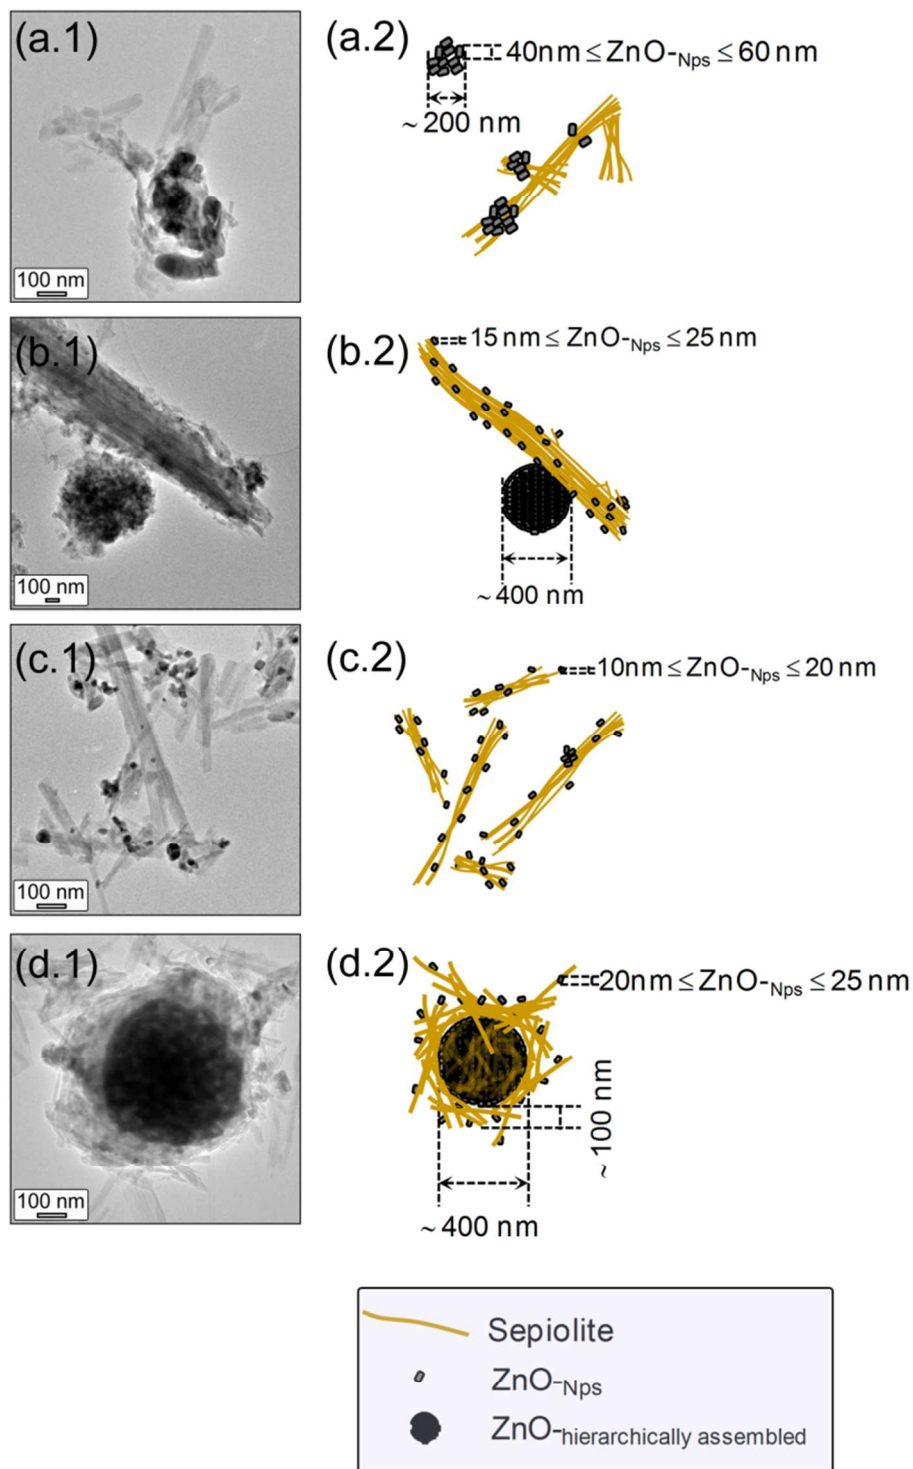 (a.1)
100 nm
(a.2)
40nm ≤ ZnO-Nps ≤ 60 nm
~ 200 nm
(b.1)
100 nm
(b.2)
15 nm ≤ ZnO-Nps ≤ 25 nm
~ 400 nm
(c.1)
100 nm
(c.2)
10nm ≤ ZnO-Nps ≤ 20 nm
(d.1)
100 nm
(d.2)
20nm ≤ ZnO-Nps ≤ 25 nm
~ 100 nm
~ 400 nm
Sepiolite
ZnO-Nps
ZnO-hierarchically assembled